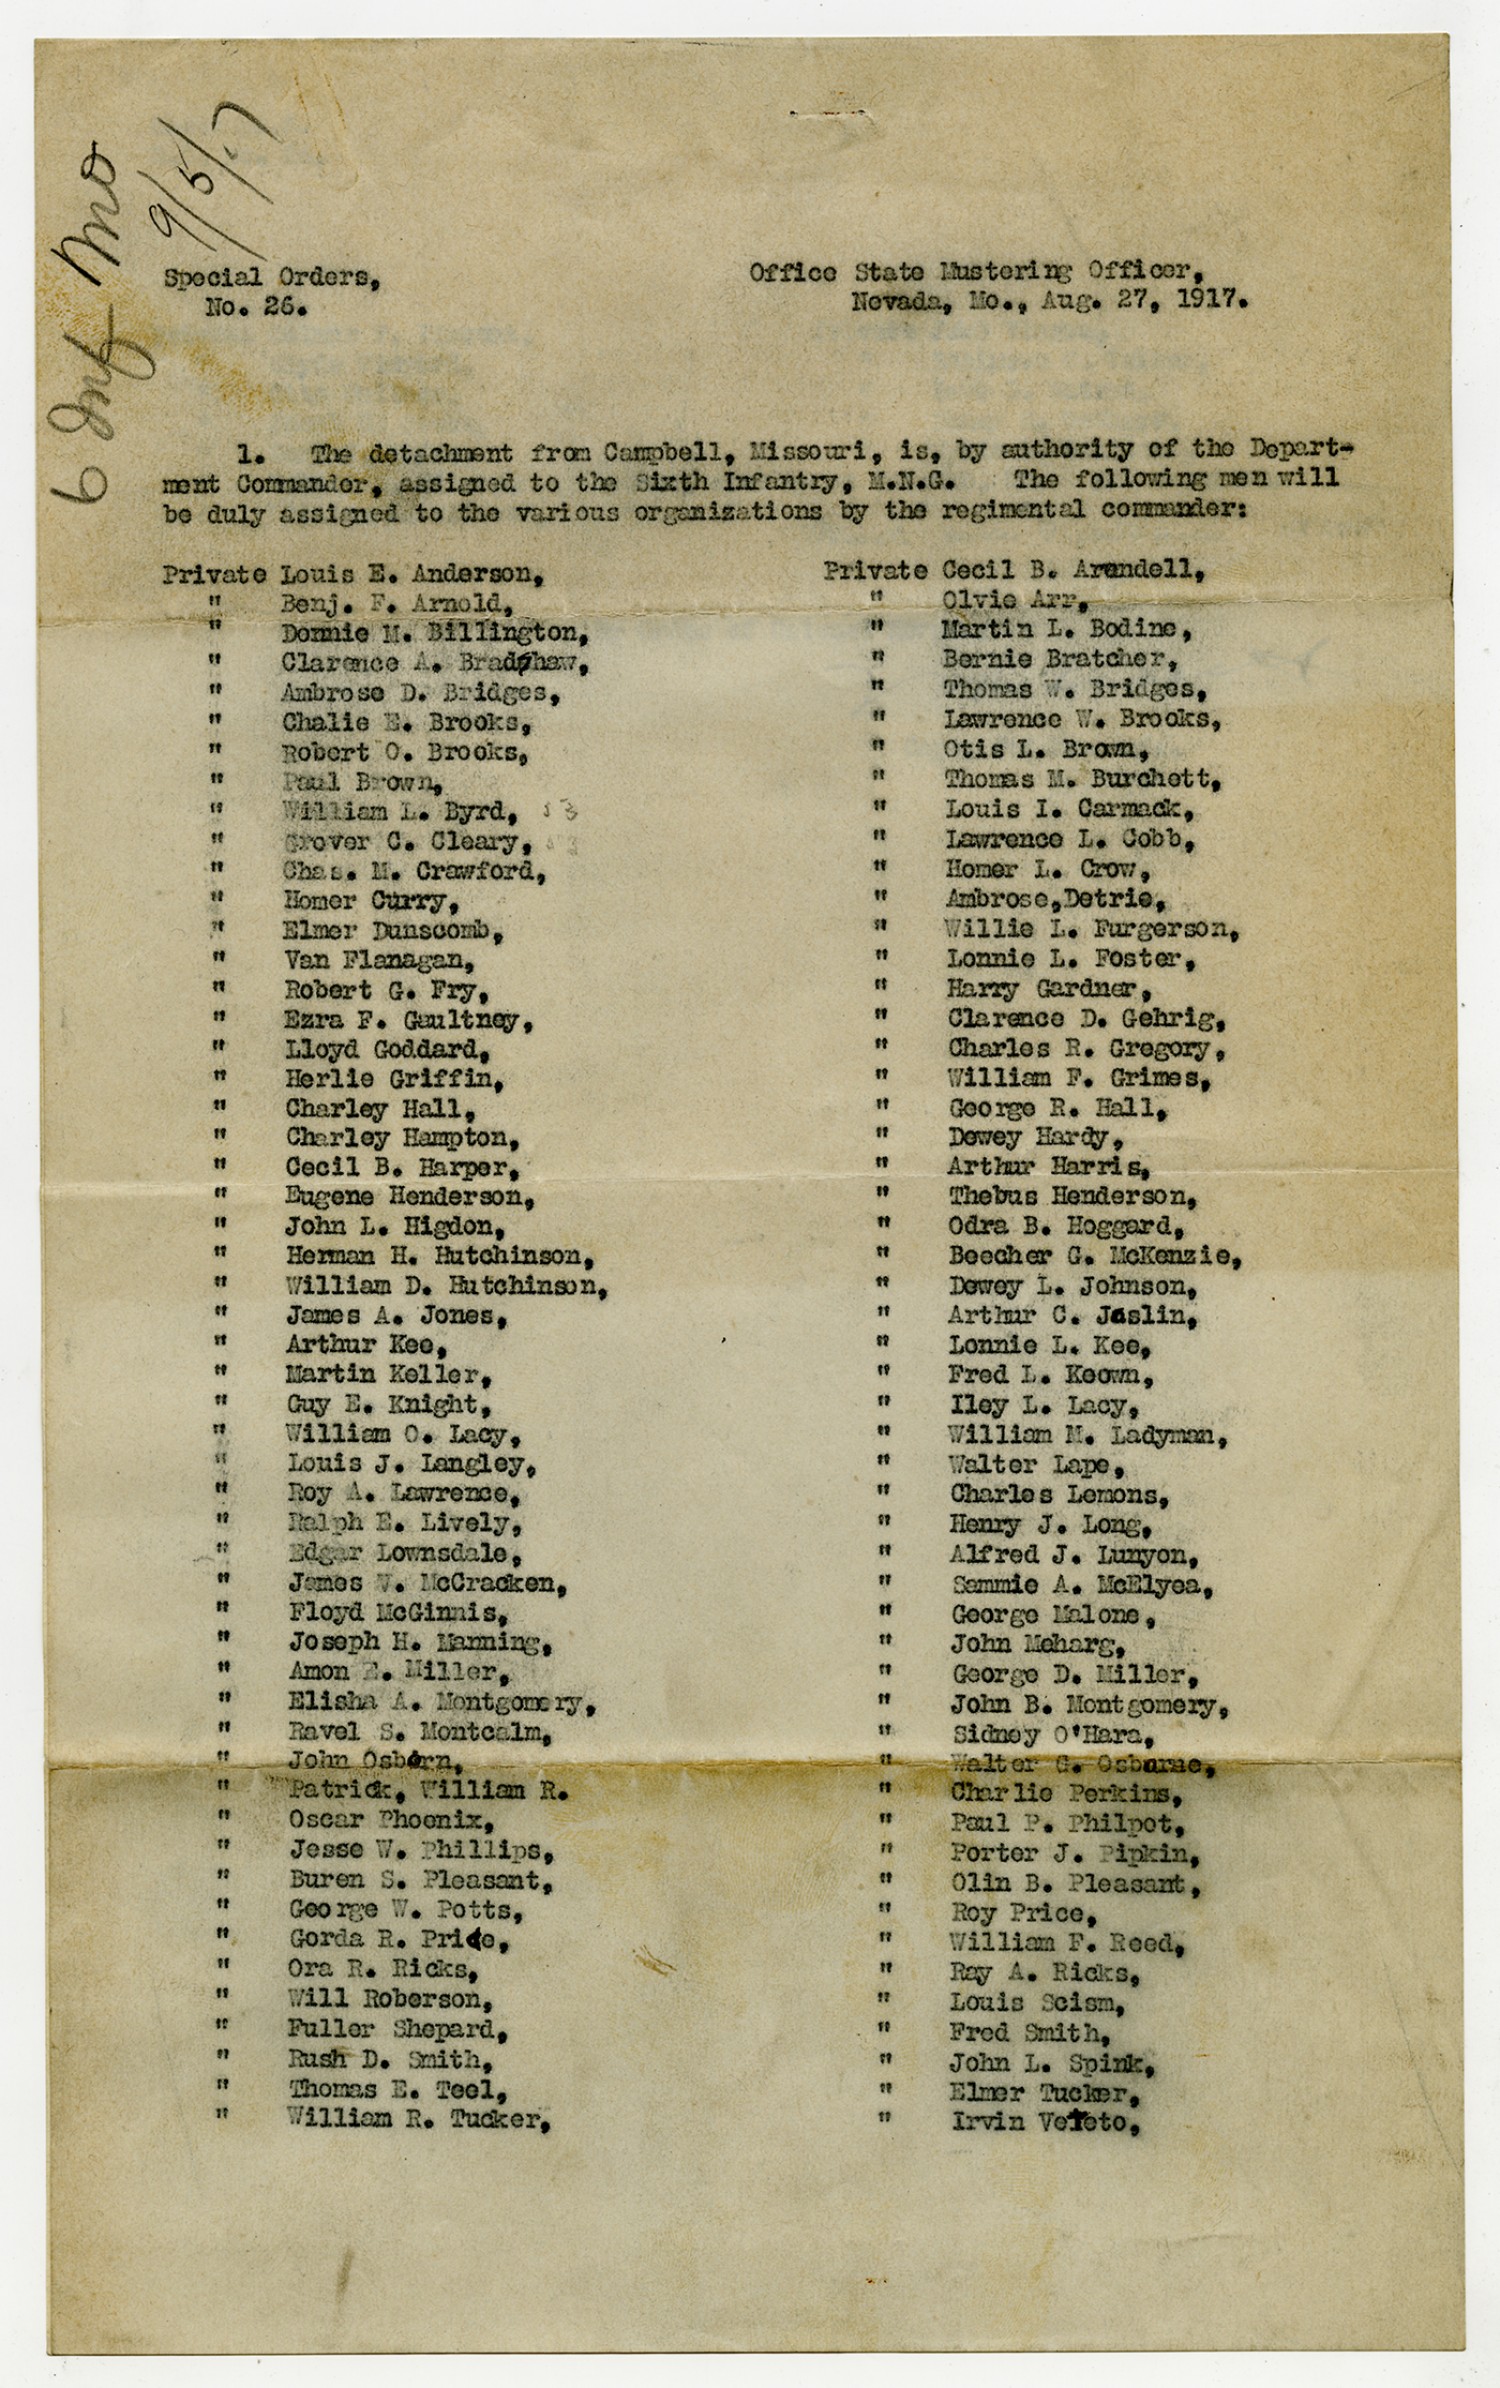 6 Inf Mo
9/5/17
Special Orders,
No. 26.
Office State Mustering Officer,
Nevada, Mo., Aug. 27, 1917.
1. The detachment from Campbell, Missouri, is, by authority of the Depart-
ment Commander, assigned to the Sixth Infantry, M.N.G. The following men will
be duly assigned to the various organizations by the regimental commander:
Private Louis E. Anderson,
" Benj. F. Arnold,
" Donnie M. Billington,
" Clarence A. Bradshaw,
" Ambrose D. Bridges,
" Chalie E. Brooks,
" Robert O. Brooks,
" Paul Brown,
" William L. Byrd,
" Grover C. Cleary,
" Chas. M. Crawford,
" Homer Curry,
" Elmer Dunscomb,
" Van Flanagan,
" Robert G. Fry,
" Ezra F. Gaultney,
" Lloyd Goddard,
" Herlie Griffin,
" Charley Hall,
" Charley Hampton,
" Cecil B. Harper,
" Eugene Henderson,
" John L. Higdon,
" Herman H. Hutchinson,
" William D. Hutchinson,
" James A. Jones,
" Arthur Kee,
" Martin Keller,
" Guy E. Knight,
" William O. Lacy,
" Louis J. Langley,
" Roy A. Lawrence,
" Ralph E. Lively,
" Edgar Lownsdale,
" James W. McCracken,
" Floyd McGinnis,
" Joseph H. Manning,
" Amon E. Miller,
" Elisha A. Montgomery,
" Ravel S. Montcalm,
" John Osborn,
" Patrick, William R.
" Oscar Phoenix,
" Jesse W. Phillips,
" Buren S. Pleasant,
" George W. Potts,
" Gorda R. Price,
" Ora R. Ricks,
" Will Roberson,
" Fuller Shepard,
" Rush D. Smith,
" Thomas E. Teel,
" William R. Tucker,
Private Cecil B. Arendell,
" Olvie Arr,
" Martin L. Bodine,
" Bernie Bratcher,
" Thomas W. Bridges,
" Lawrence W. Brooks,
" Otis L. Brown,
" Thomas M. Burchett,
" Louis I. Carmack,
" Lawrence L. Cobb,
" Homer L. Crow,
" Ambrose,Detrie,
" Willie L. Furgerson,
" Lonnie L. Foster,
" Harry Gardner,
" Clarence D. Gehrig,
" Charles R. Gregory,
" William F. Grimes,
" George R. Hall,
" Dewey Hardy,
" Arthur Harris,
" Thebus Henderson,
" Odra B. Hoggard,
" Beecher G. McKenzie,
" Dewey L. Johnson,
" Arthur C. Joslin,
" Lonnie L. Kee,
" Fred L. Keown,
" Iley L. Lacy,
" William M. Ladyman,
" Walter Lape,
" Charles Lemons,
" Henry J. Long,
" Alfred J. Lunyon,
" Sammie A. McElyea,
" George Malone,
" John Meharg,
" George D. Miller,
" John B. Montgomery,
" Sidney O'Hara,
" Walter G. Osborne,
" Charlie Perkins,
" Paul P. Philpot,
" Porter J. Pipkin,
" Olin B. Pleasant,
" Roy Price,
" William F. Reed,
" Ray A. Ricks,
" Louis Scism,
" Fred Smith,
" John L. Spink,
" Elmer Tucker,
" Irvin Veteto,